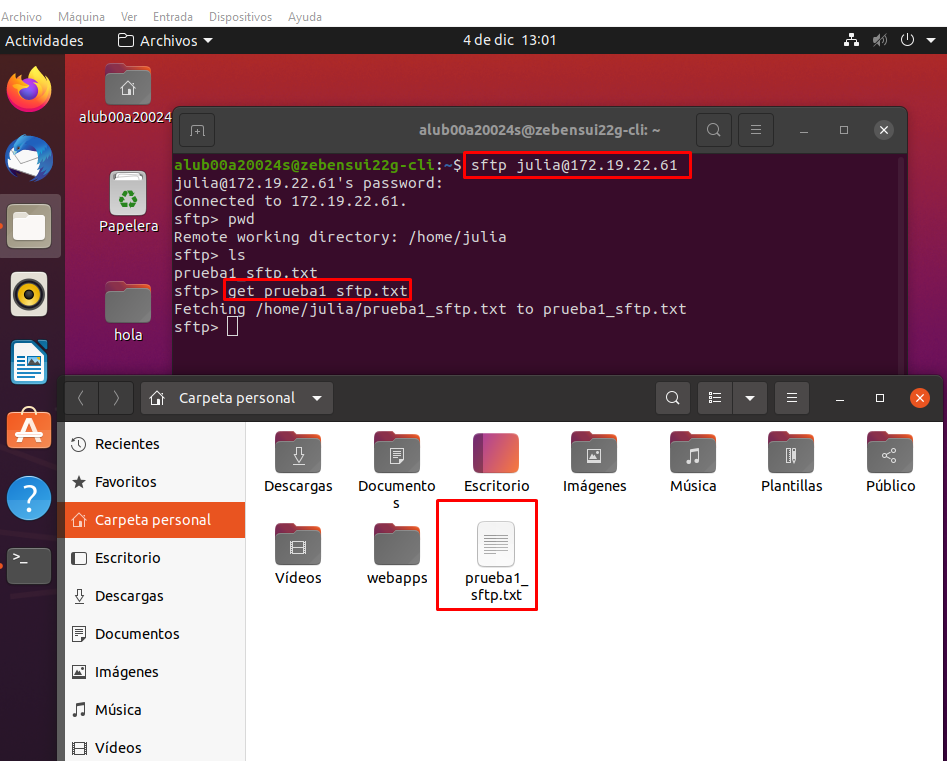 Archivo Máquina Ver Entrada Dispositivos Ayuda
Actividades Archivos 4 de dic 13:01
alub00a20024
Papelera
hola
alub00a20024s@zebensui22g-cli: ~
alub00a20024s@zebensui22g-cli:~$ sftp julia@172.19.22.61
julia@172.19.22.61's password:
Connected to 172.19.22.61.
sftp> pwd
Remote working directory: /home/julia
sftp> ls
prueba1_sftp.txt
sftp> get prueba1_sftp.txt
Fetching /home/julia/prueba1_sftp.txt to prueba1_sftp.txt
sftp>
Carpeta personal
Recientes
Favoritos
Carpeta personal
Escritorio
Descargas
Documentos
Imágenes
Música
Vídeos
Descargas
Documento
s
Escritorio
Imágenes
Música
Plantillas
Público
Vídeos
webapps
prueba1_
sftp.txt